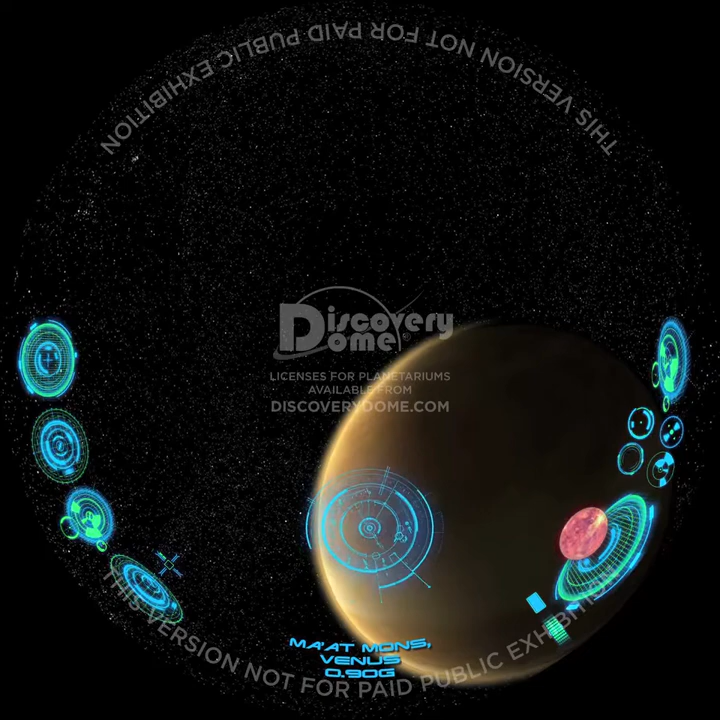 THIS VERSION NOT FOR PAID PUBLIC EXHIBITION
Discovery
Dome®
LICENSES FOR PLANETARIUMS
AVAILABLE FROM
DISCOVERYDOME.COM
MA'AT MONS,
VENUS
0.90G
THIS VERSION NOT FOR PAID PUBLIC EXHIBITION